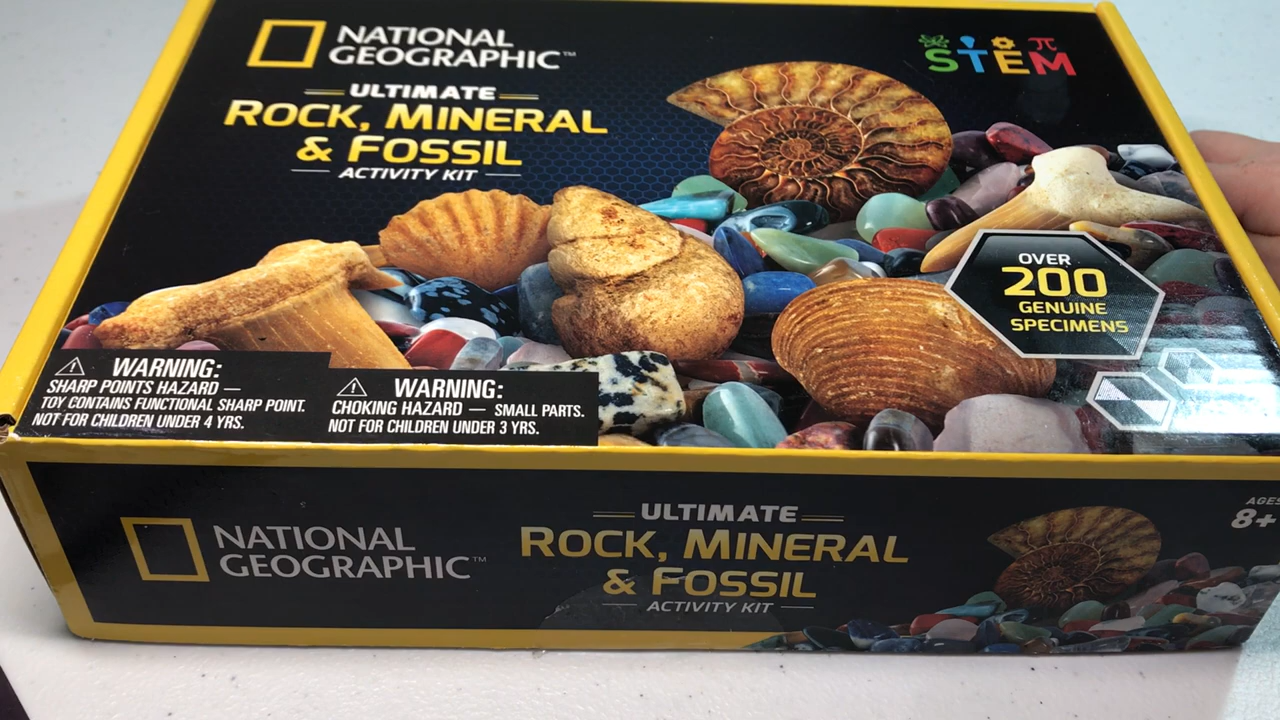 NATIONAL
GEOGRAPHIC™
ULTIMATE
ROCK, MINERAL
& FOSSIL
ACTIVITY KIT
STEM
π
OVER
200
GENUINE
SPECIMENS
⚠ WARNING:
SHARP POINTS HAZARD —
TOY CONTAINS FUNCTIONAL SHARP POINT.
NOT FOR CHILDREN UNDER 4 YRS.
⚠ WARNING:
CHOKING HAZARD — SMALL PARTS.
NOT FOR CHILDREN UNDER 3 YRS.
NATIONAL
GEOGRAPHIC™
ULTIMATE
ROCK, MINERAL
& FOSSIL
ACTIVITY KIT
AGES
8+